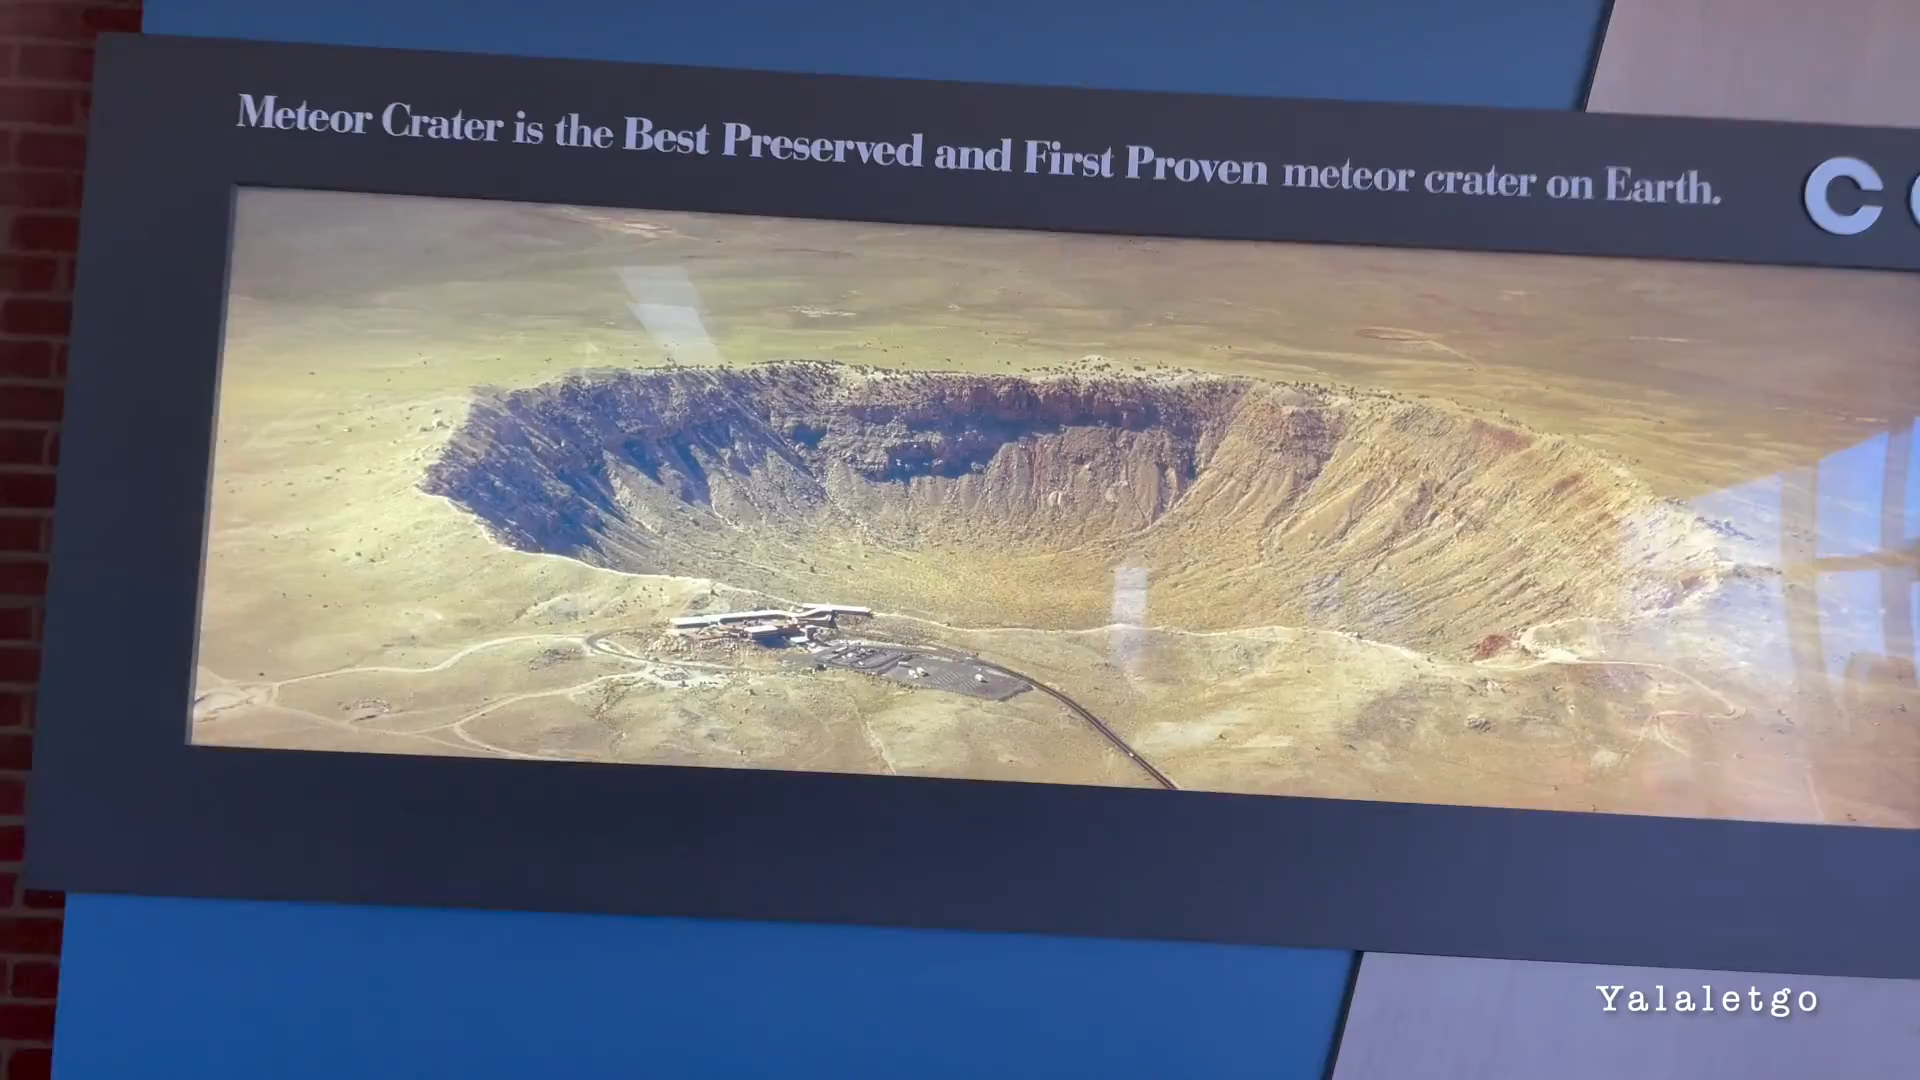 Meteor Crater is the Best Preserved and First Proven meteor crater on Earth.
C
Yalaletgo